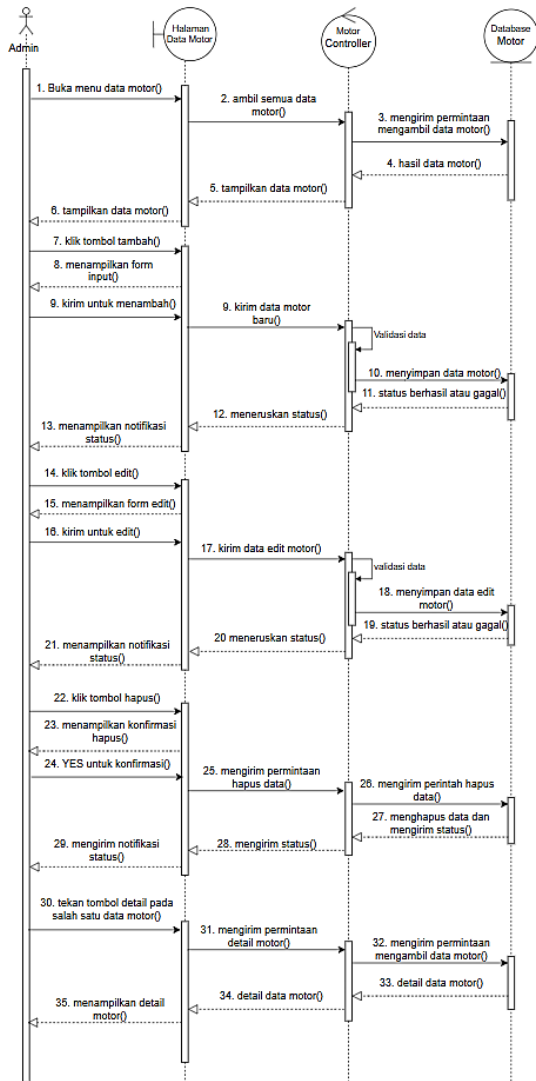 Admin
Halaman
Data Motor
Motor
Controller
Database
Motor
1. Buka menu data motor()
2. ambil semua data
motor()
3. mengirim permintaan
mengambil data motor()
4. hasil data motor()
5. tampilkan data motor()
6. tampilkan data motor()
7. klik tombol tambah()
8. menampilkan form
input()
9. kirim untuk menambah()
9. kirim data motor
baru()
Validasi data
10. menyimpan data motor()
11. status berhasil atau gagal()
12. meneruskan status()
13. menampilkan notifikasi
status()
14. klik tombol edit()
15. menampilkan form edit()
16. kirim untuk edit()
17. kirim data edit motor()
validasi data
18. menyimpan data edit
motor()
19. status berhasil atau gagal()
20 meneruskan status()
21. menampilkan notifikasi
status()
22. klik tombol hapus()
23. menampilkan konfirmasi
hapus()
24. YES untuk konfirmasi()
25. mengirim permintaan
hapus data()
26. mengirim perintah hapus
data()
27. menghapus data dan
mengirim status()
28. mengirim status()
29. mengirim notifikasi
status()
30. tekan tombol detail pada
salah satu data motor()
31. mengirim permintaan
detail motor()
32. mengirim permintaan
mengambil data motor()
33. detail data motor()
34. detail data motor()
35. menampilkan detail
motor()